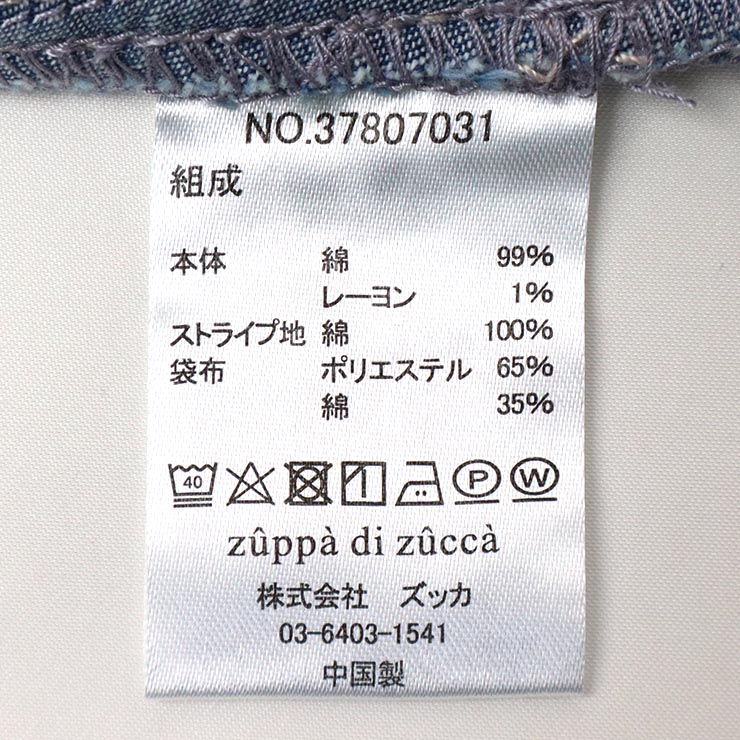 NO.37807031
組成
本体 綿 99%
レーヨン 1%
ストライプ地 綿 100%
袋布 ポリエステル 65%
綿 35%
40 P W
zûppà di zûccà
株式会社 ズッカ
03-6403-1541
中国製